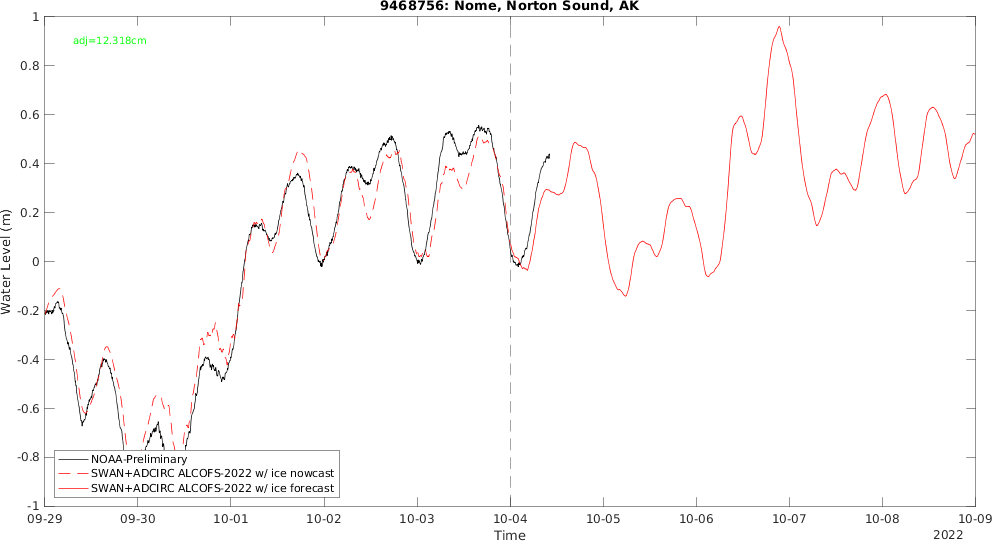 9468756: Nome, Norton Sound, AK
adj=12.318cm
Water Level (m)
1
0.8
0.6
0.4
0.2
0
-0.2
-0.4
-0.6
-0.8
-1
NOAA-Preliminary
SWAN+ADCIRC ALCOFS-2022 w/ ice nowcast
SWAN+ADCIRC ALCOFS-2022 w/ ice forecast
09-29 09-30 10-01 10-02 10-03 10-04 10-05 10-06 10-07 10-08 10-09
Time
2022